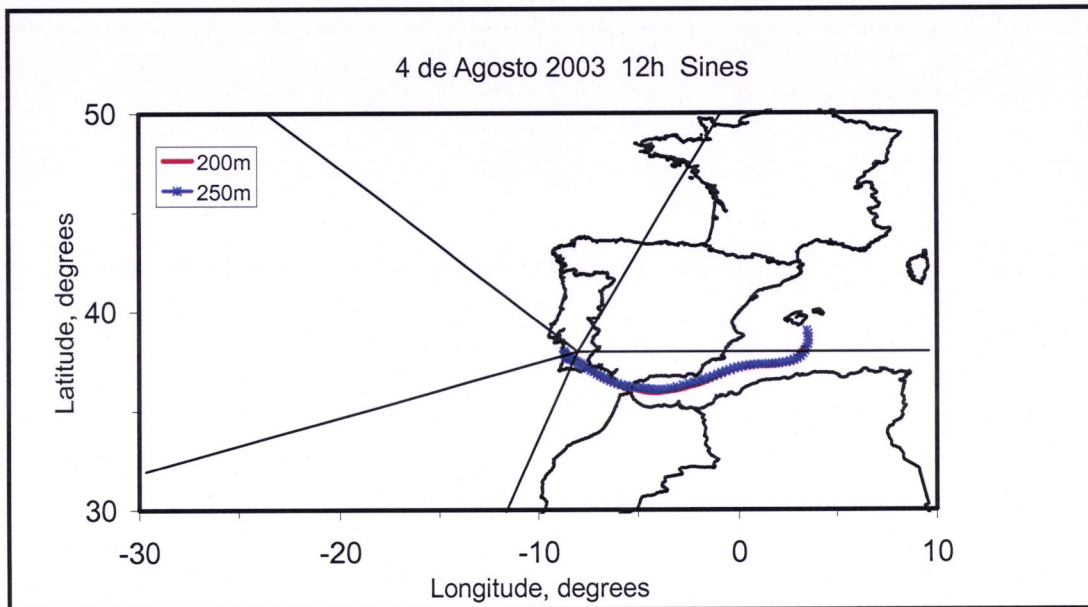 4 de Agosto 2003 12h Sines
50
200m
250m
40
Latitude, degrees
30
-30
-20
-10
0
10
Longitude, degrees